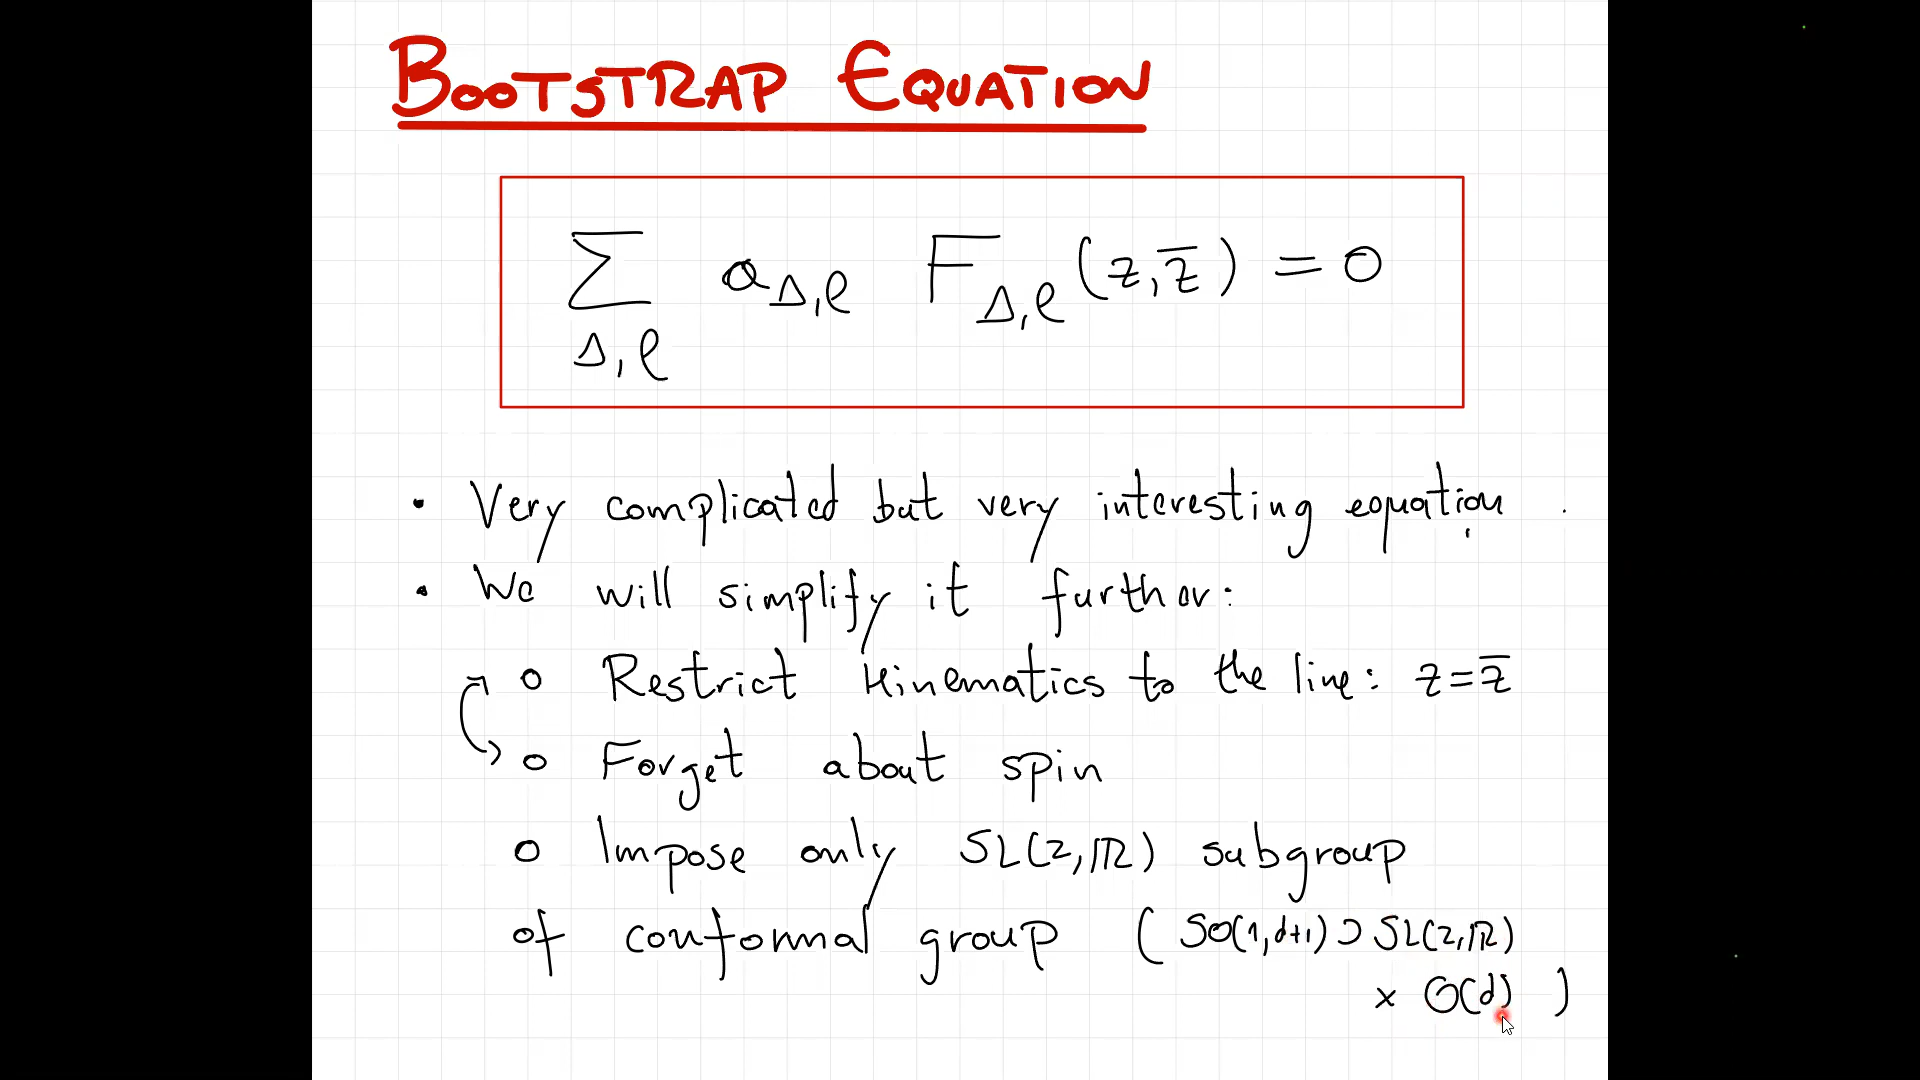 BOOTSTRAP EQUATION
∑ a_{Δ,ℓ} F_{Δ,ℓ}(z, z̄) = 0
Δ,ℓ
• Very complicated but very interesting equation.
• We will simplify it further:
o Restrict kinematics to the line: z = z̄
o Forget about spin
o Impose only SL(2,ℝ) subgroup
of conformal group (SO(1,d+1) ⊃ SL(2,ℝ)
× O(d) )